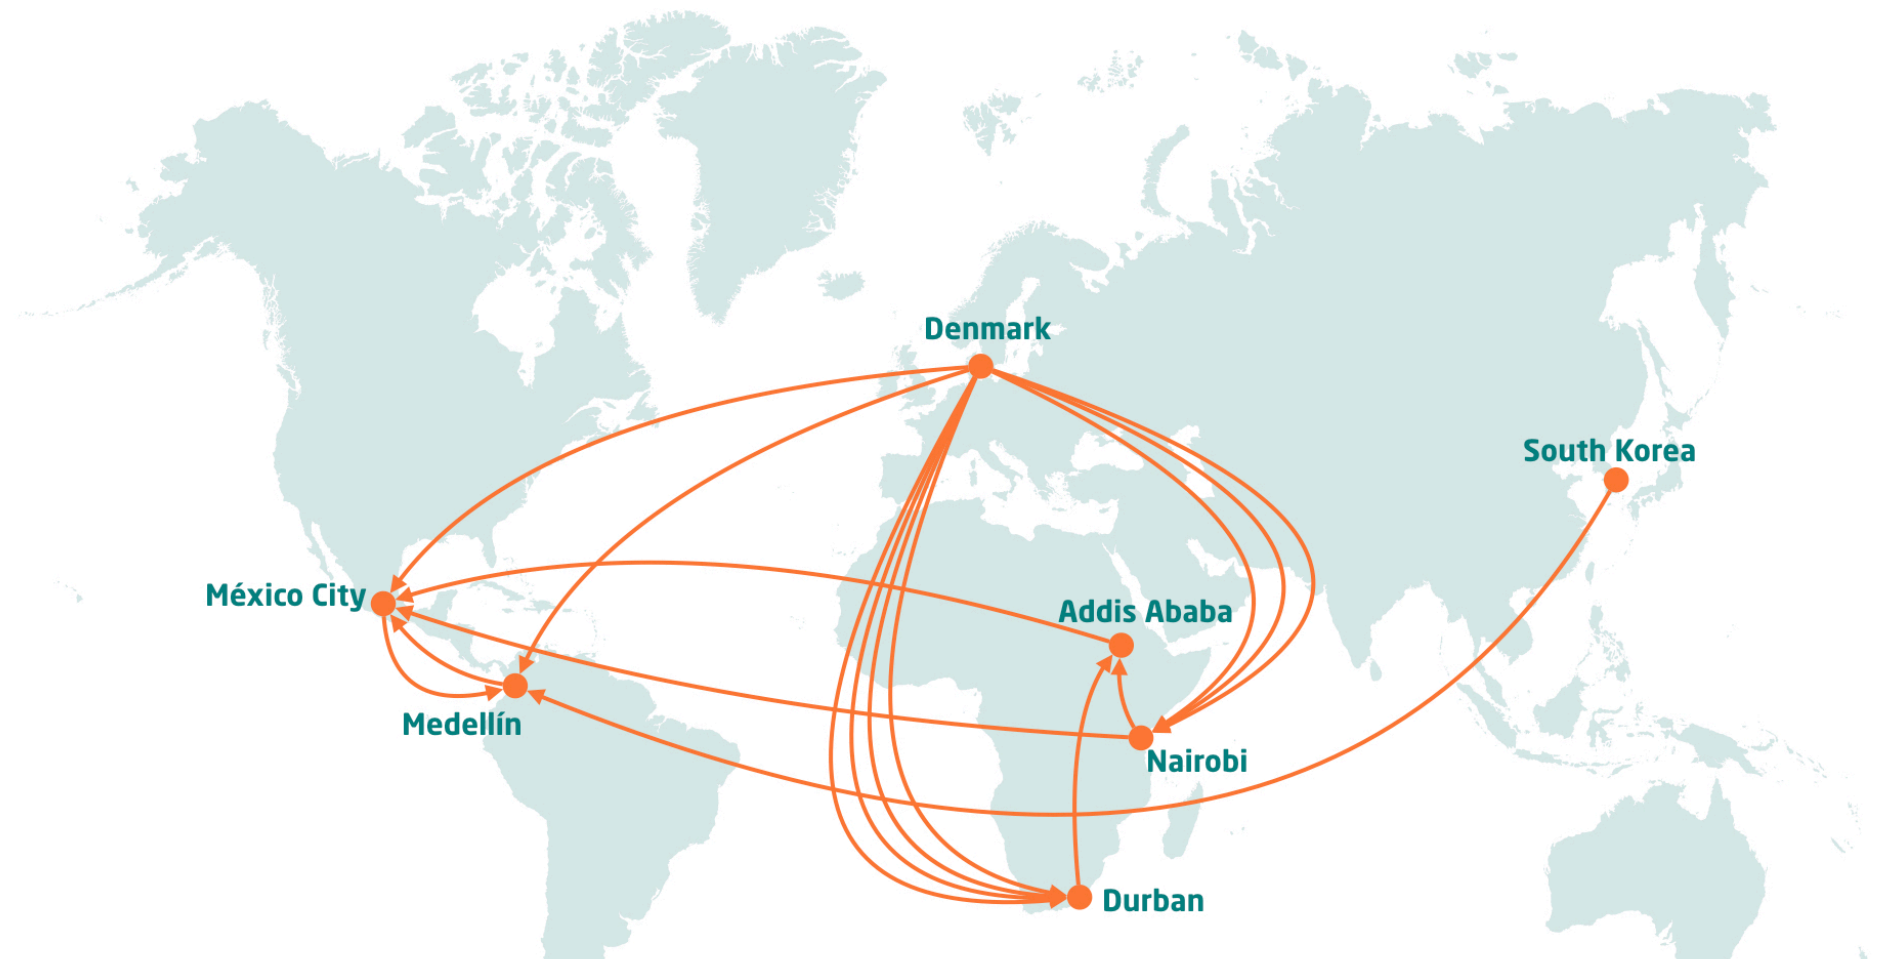 Denmark
South Korea
México City
Addis Ababa
Medellín
Nairobi
Durban